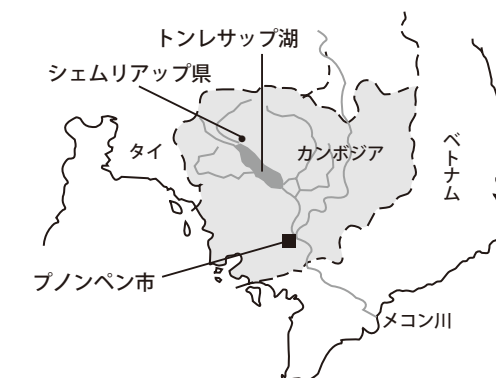 トンレサップ湖
シェムリアップ県
タイ
カンボジア
ベトナム
プノンペン市
メコン川